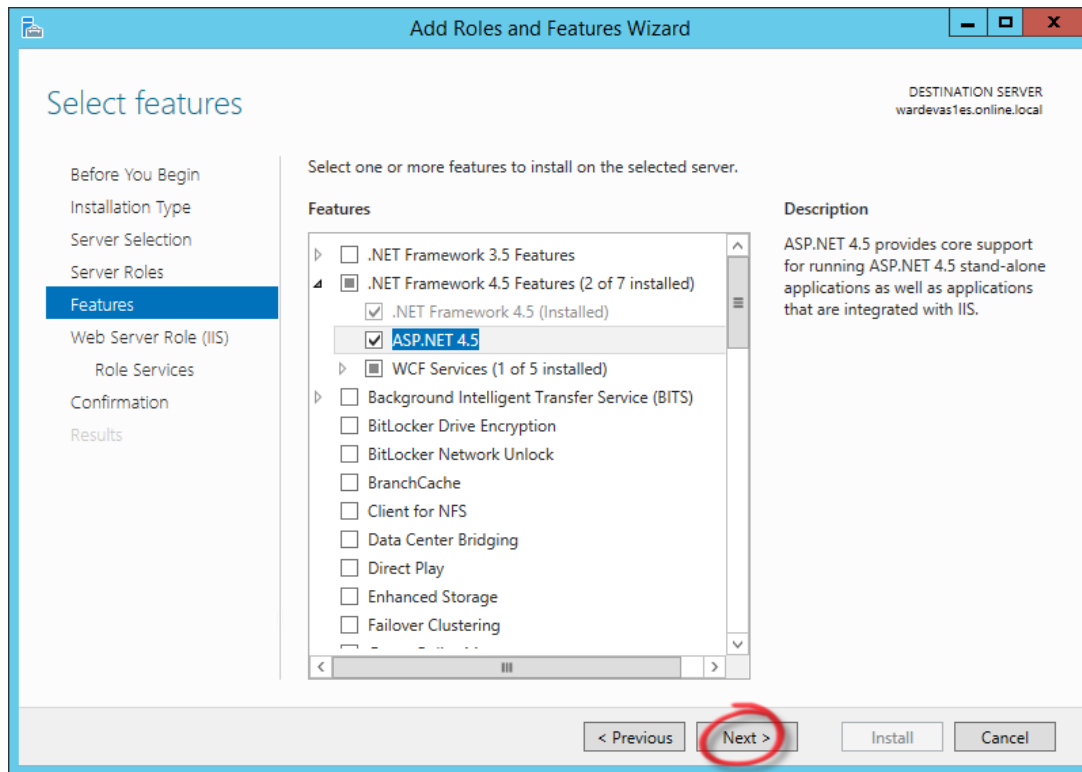 Add Roles and Features Wizard
Select features
DESTINATION SERVER
wardevas1es.online.local
Before You Begin
Installation Type
Server Selection
Server Roles
Features
Web Server Role (IIS)
Role Services
Confirmation
Results
Select one or more features to install on the selected server.
Features
.NET Framework 3.5 Features
.NET Framework 4.5 Features (2 of 7 installed)
.NET Framework 4.5 (Installed)
ASP.NET 4.5
WCF Services (1 of 5 installed)
Background Intelligent Transfer Service (BITS)
BitLocker Drive Encryption
BitLocker Network Unlock
BranchCache
Client for NFS
Data Center Bridging
Direct Play
Enhanced Storage
Failover Clustering
Description
ASP.NET 4.5 provides core support
for running ASP.NET 4.5 stand-alone
applications as well as applications
that are integrated with IIS.
< Previous
Next >
Install
Cancel